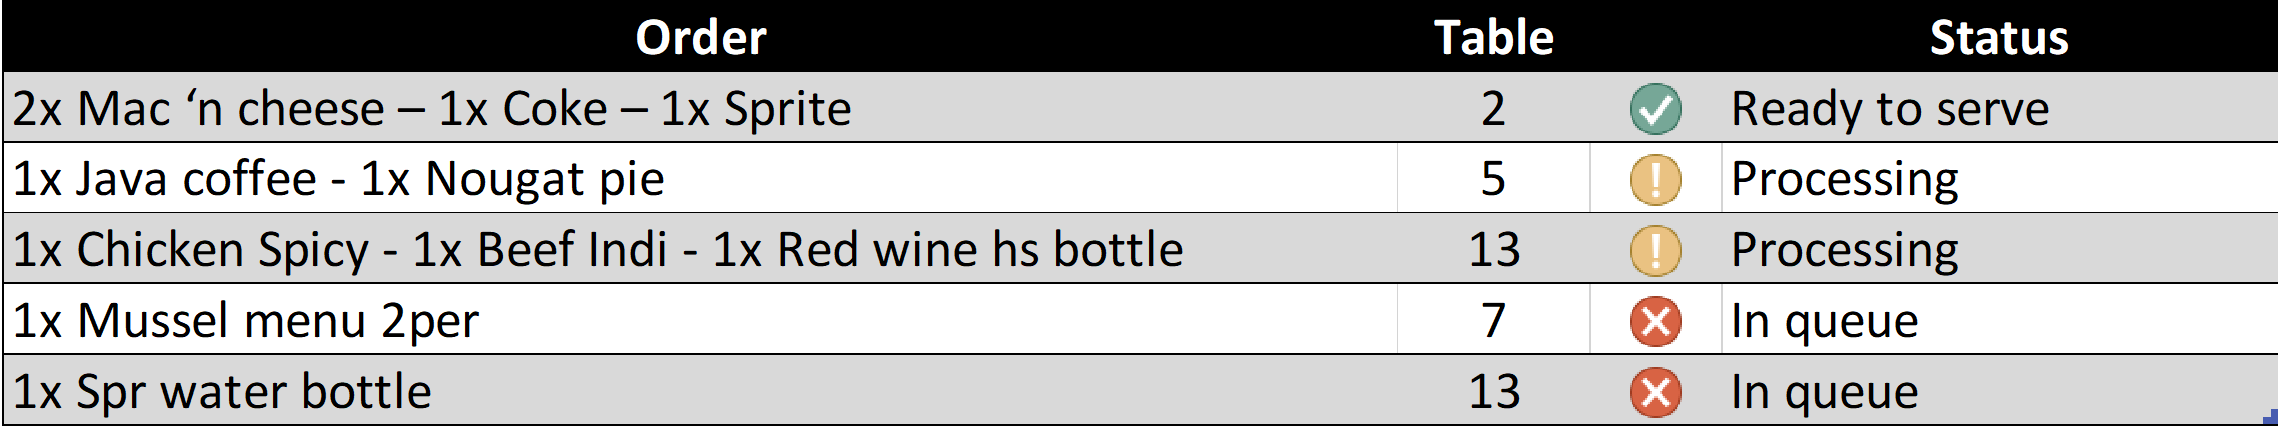 Order Table Status
2x Mac ‘n cheese – 1x Coke – 1x Sprite 2 Ready to serve
1x Java coffee - 1x Nougat pie 5 Processing
1x Chicken Spicy - 1x Beef Indi - 1x Red wine hs bottle 13 Processing
1x Mussel menu 2per 7 In queue
1x Spr water bottle 13 In queue